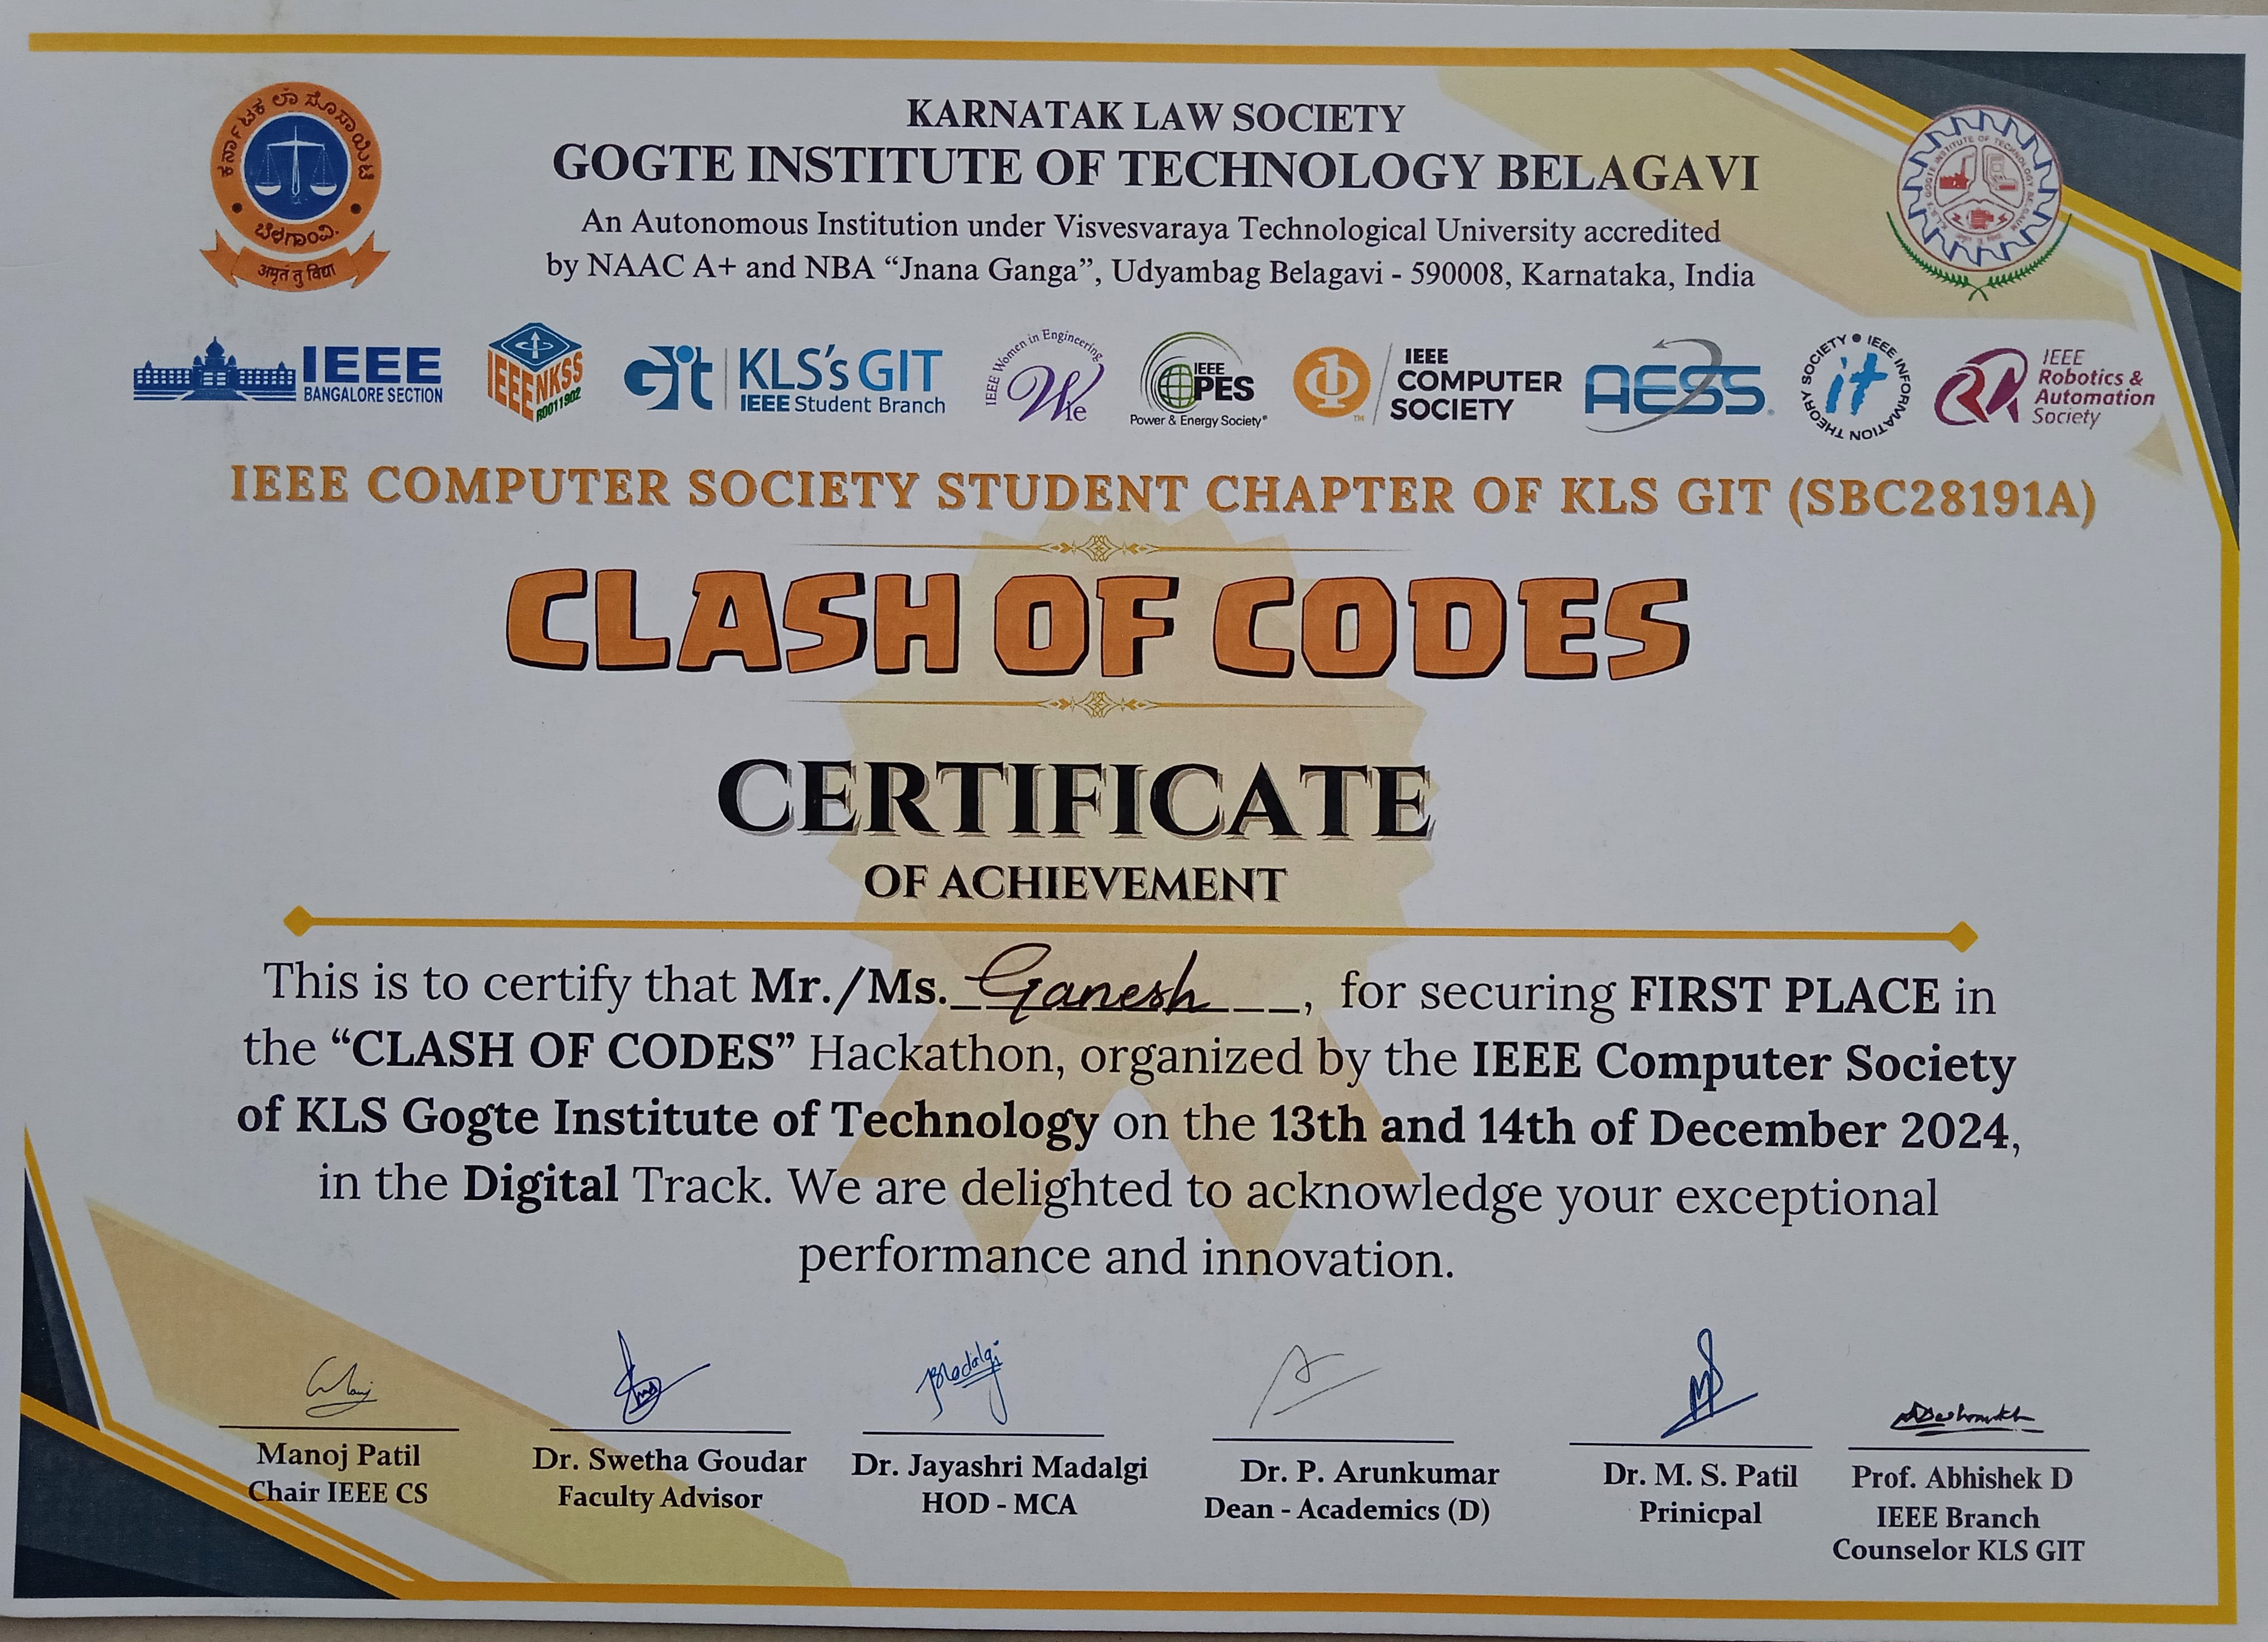 ಕರ್ನಾಟಕ ಲಾ ಸೊಸಾಯಿಟಿ
ಬೆಳಗಾಂವಿ.
अमृतं तु विद्या
KARNATAK LAW SOCIETY
GOGTE INSTITUTE OF TECHNOLOGY BELAGAVI
An Autonomous Institution under Visvesvaraya Technological University accredited
by NAAC A+ and NBA “Jnana Ganga”, Udyambag Belagavi - 590008, Karnataka, India
IEEE
BANGALORE SECTION
IEEE NKSS
R0011902
Git
KLS's GIT
IEEE Student Branch
IEEE Women in Engineering
Wie
IEEE
PES
Power & Energy Society®
IEEE
COMPUTER
SOCIETY
AESS
IEEE INFORMATION THEORY SOCIETY
it
RA
IEEE
Robotics &
Automation
Society
IEEE COMPUTER SOCIETY STUDENT CHAPTER OF KLS GIT (SBC28191A)
CLASH OF CODES
CERTIFICATE
OF ACHIEVEMENT
This is to certify that Mr./Ms. Ganesh, for securing FIRST PLACE in
the “CLASH OF CODES” Hackathon, organized by the IEEE Computer Society
of KLS Gogte Institute of Technology on the 13th and 14th of December 2024,
in the Digital Track. We are delighted to acknowledge your exceptional
performance and innovation.
Manoj Patil
Chair IEEE CS
Dr. Swetha Goudar
Faculty Advisor
Dr. Jayashri Madalgi
HOD - MCA
Dr. P. Arunkumar
Dean - Academics (D)
Dr. M. S. Patil
Prinicpal
Prof. Abhishek D
IEEE Branch
Counselor KLS GIT